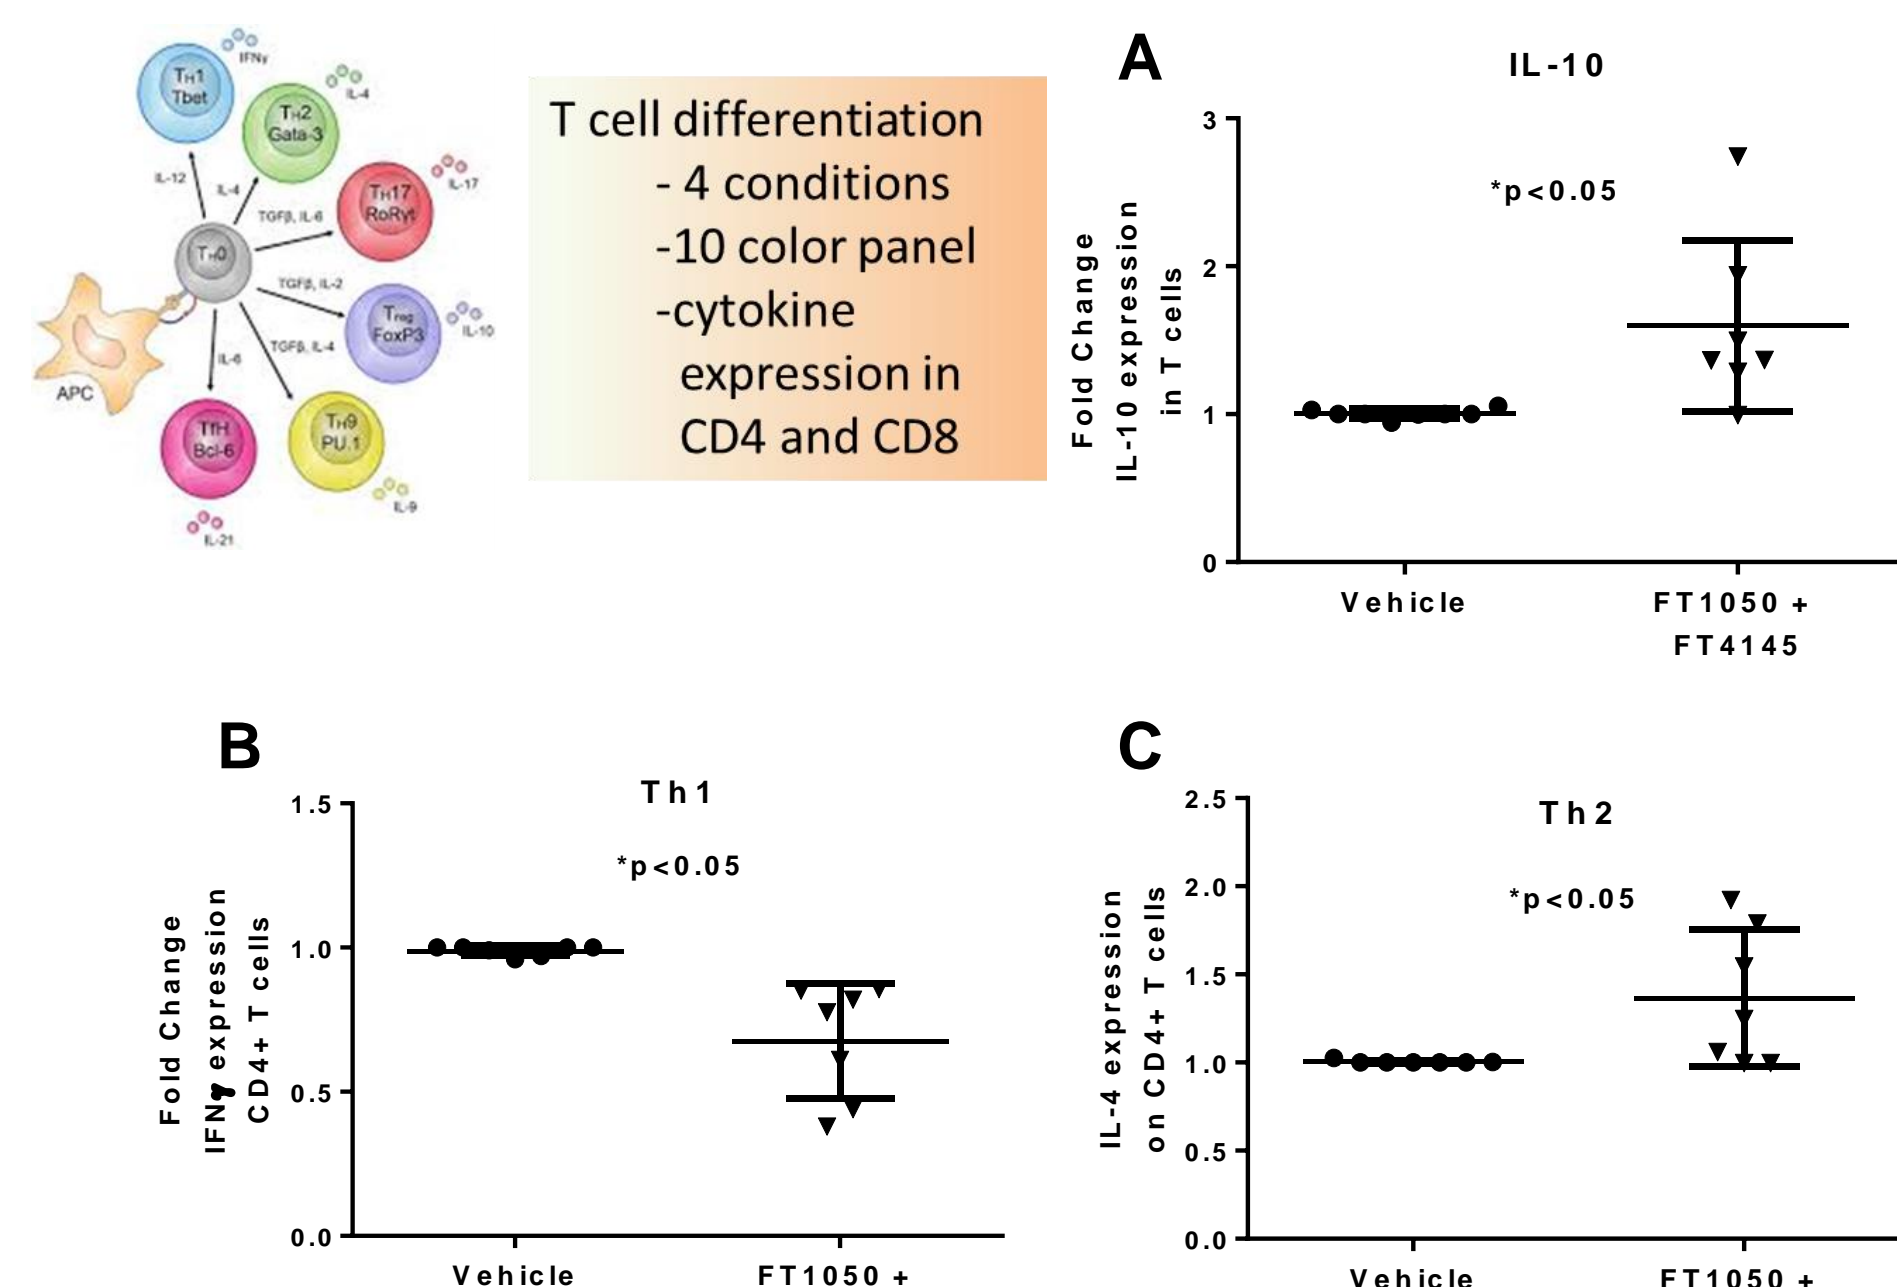 TH1
Tbet
IFNγ
TH2
Gata-3
IL-4
TH17
RoRγt
IL-17
IL-12
IL-4
TGFβ, IL-6
TH0
TGFβ, IL-2
Treg
FoxP3
IL-10
APC
IL-6
TGFβ, IL-4
TfH
Bcl-6
IL-21
TH9
PU.1
IL-9
T cell differentiation
- 4 conditions
-10 color panel
-cytokine
expression in
CD4 and CD8
A
IL-10
Fold Change
IL-10 expression
in T cells
3
2
1
0
*p<0.05
Vehicle
FT1050 +
FT4145
B
Th1
Fold Change
IFNγ expression
CD4+ T cells
1.5
1.0
0.5
0.0
*p<0.05
Vehicle
FT1050 +
C
Th2
IL-4 expression
on CD4+ T cells
2.5
2.0
1.5
1.0
0.5
0.0
*p<0.05
Vehicle
FT1050 +